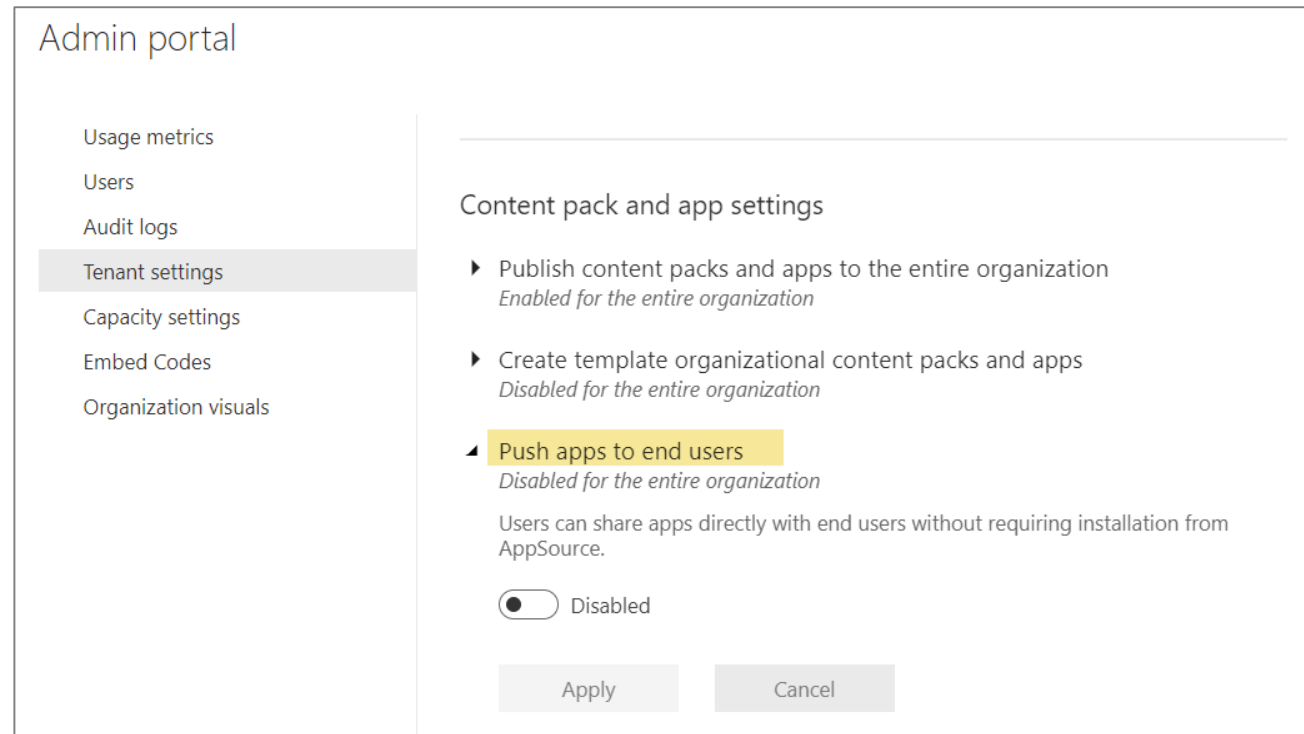 Admin portal
Usage metrics
Users
Audit logs
Tenant settings
Capacity settings
Embed Codes
Organization visuals
Content pack and app settings
Publish content packs and apps to the entire organization
Enabled for the entire organization
Create template organizational content packs and apps
Disabled for the entire organization
Push apps to end users
Disabled for the entire organization
Users can share apps directly with end users without requiring installation from
AppSource.
Disabled
Apply Cancel